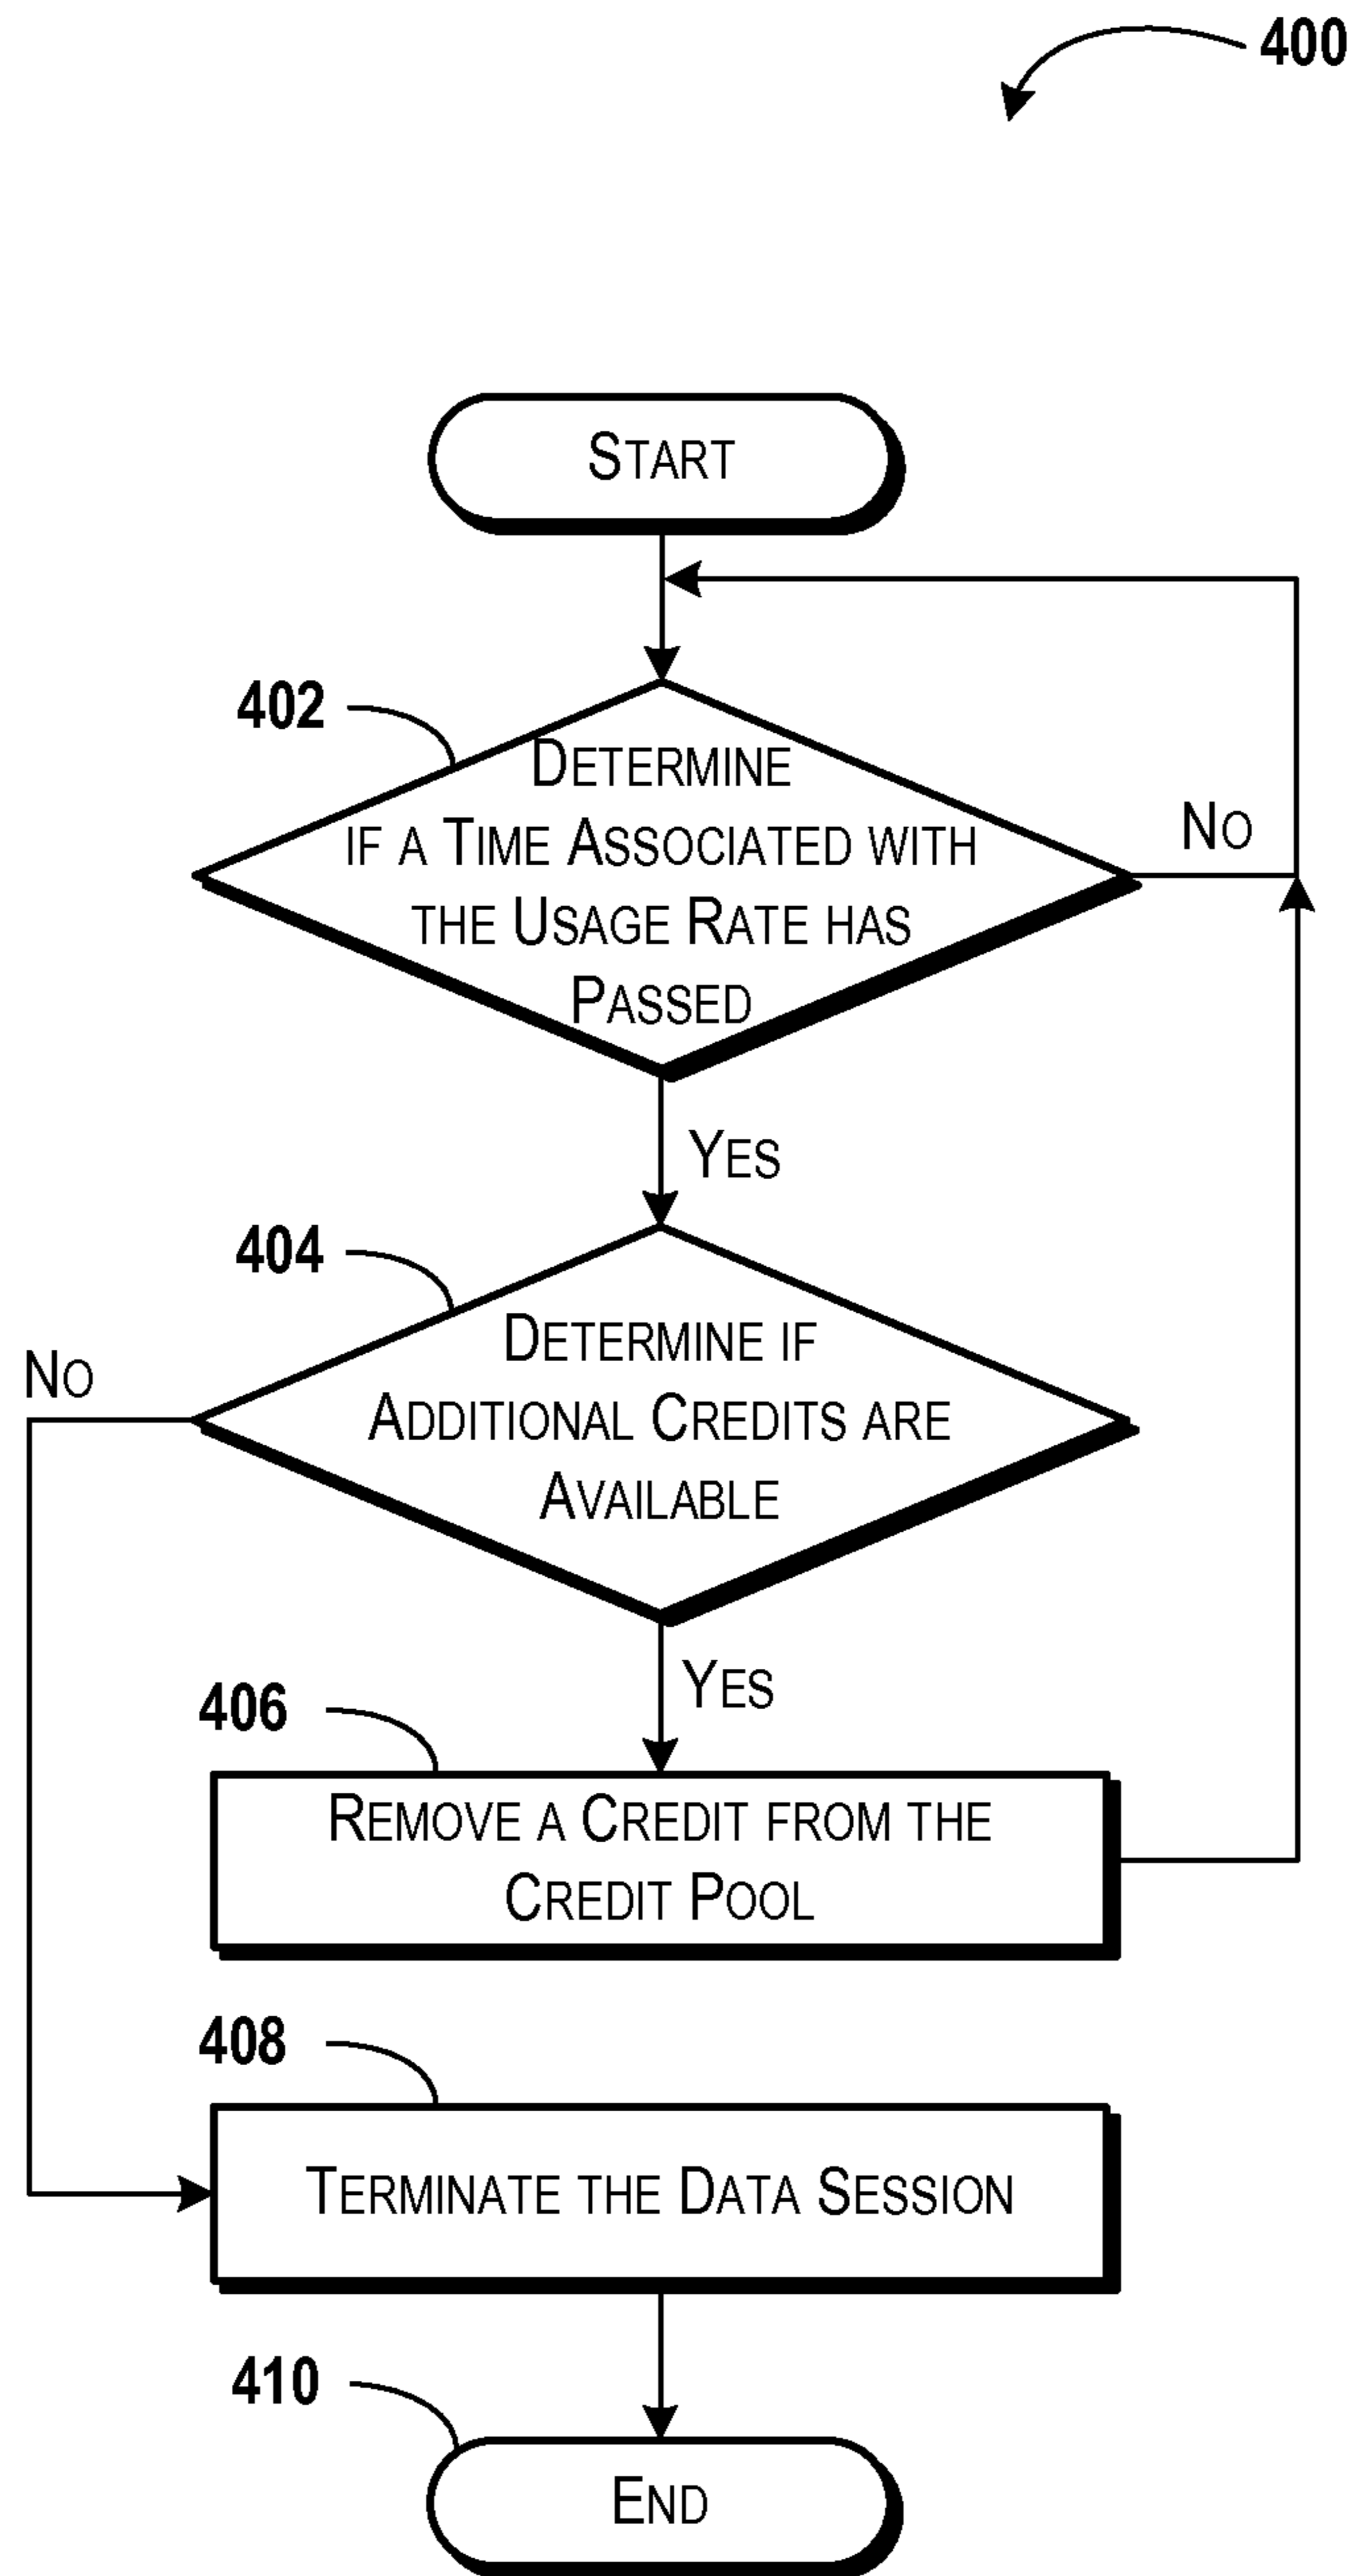 400
START
402
DETERMINE
IF A TIME ASSOCIATED WITH
THE USAGE RATE HAS
PASSED
NO
YES
404
DETERMINE IF
ADDITIONAL CREDITS ARE
AVAILABLE
NO
YES
406
REMOVE A CREDIT FROM THE
CREDIT POOL
408
TERMINATE THE DATA SESSION
410
END